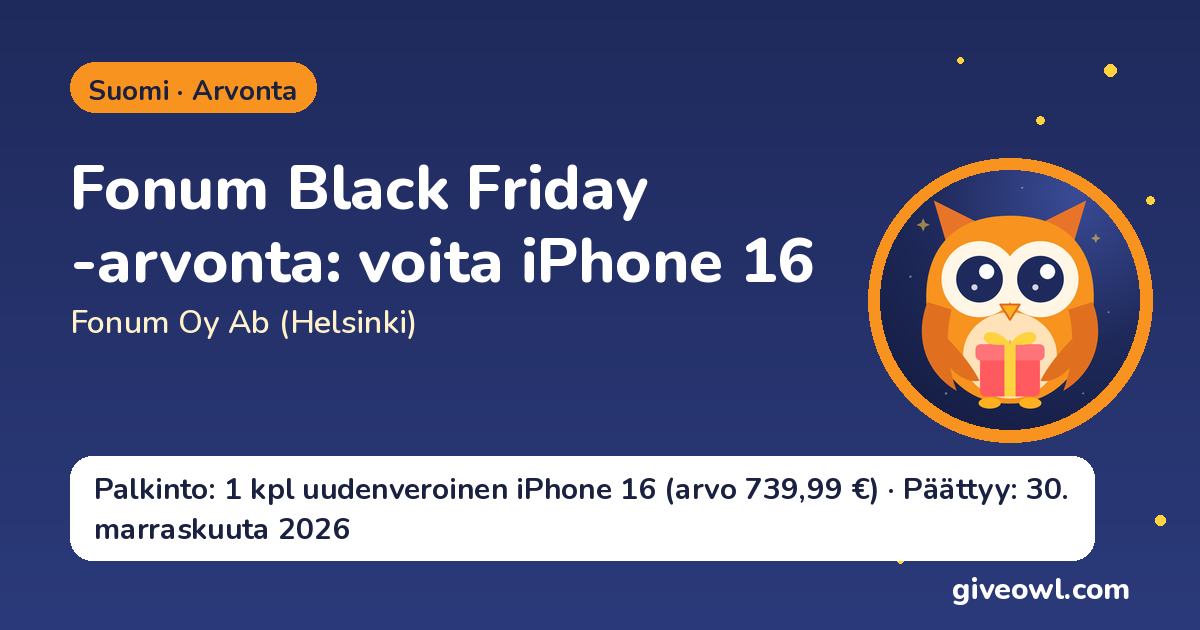 Suomi · Arvonta
Fonum Black Friday
-arvonta: voita iPhone 16
Fonum Oy Ab (Helsinki)
Palkinto: 1 kpl uudenveroinen iPhone 16 (arvo 739,99 €) · Päättyy: 30.
marraskuuta 2026
giveowl.com